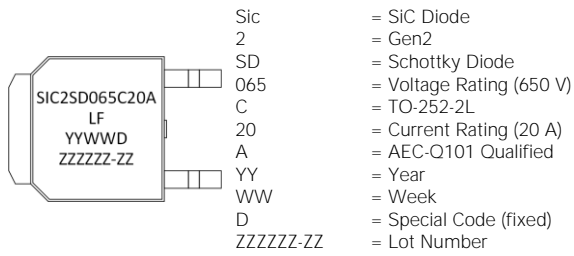 SIC2SD065C20A
LF
YYWWD
ZZZZZZ-ZZ
Sic = SiC Diode
2 = Gen2
SD = Schottky Diode
065 = Voltage Rating (650 V)
C = TO-252-2L
20 = Current Rating (20 A)
A = AEC-Q101 Qualified
YY = Year
WW = Week
D = Special Code (fixed)
ZZZZZZ-ZZ = Lot Number